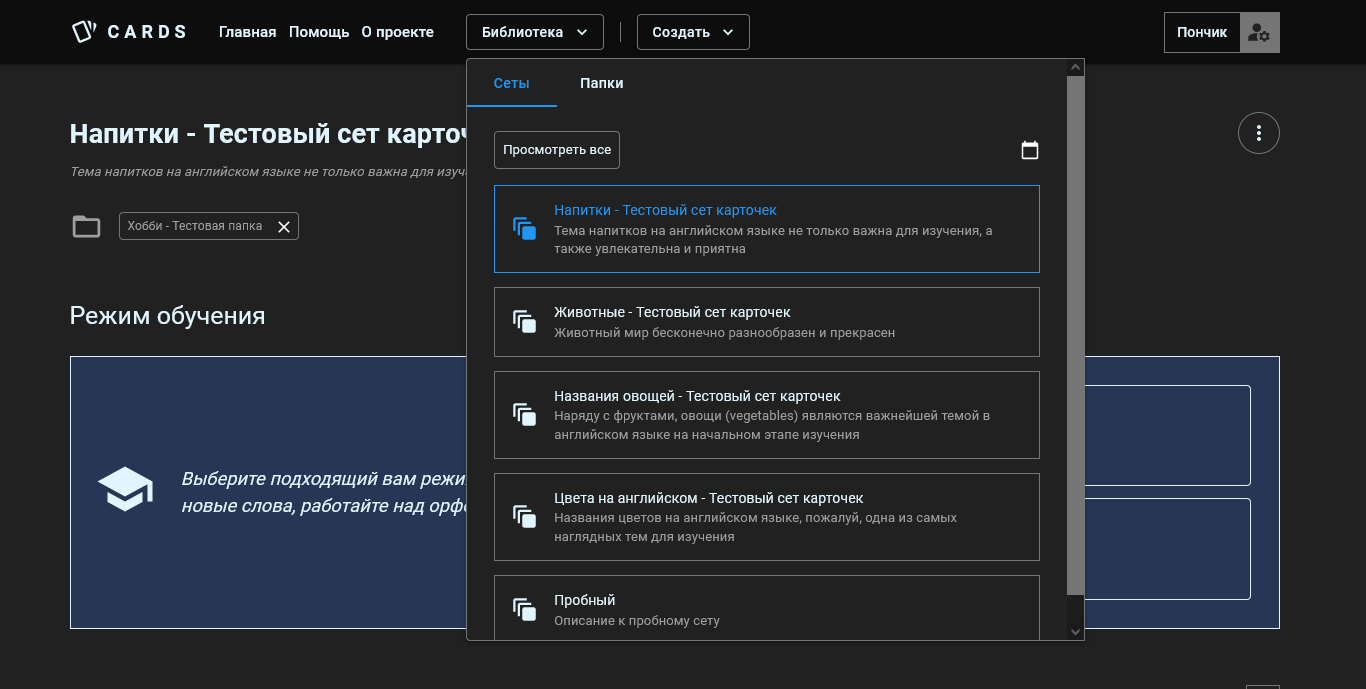 CARDS
Главная Помощь О проекте
Библиотека
Создать
Пончик
Сеты Папки
Напитки - Тестовый сет
Тема напитков на английском языке не только важна для
Хобби - Тестовая папка
Режим обучения
Выберите подходящий вам
новые слова, работайте над
Просмотреть все
Напитки - Тестовый сет карточек
Тема напитков на английском языке не только важна для изучения, а
также увлекательна и приятна
Животные - Тестовый сет карточек
Животный мир бесконечно разнообразен и прекрасен
Названия овощей - Тестовый сет карточек
Наряду с фруктами, овощи (vegetables) являются важнейшей темой в
английском языке на начальном этапе изучения
Цвета на английском - Тестовый сет карточек
Названия цветов на английском языке, пожалуй, одна из самых
наглядных тем для изучения
Пробный
Описание к пробному сету